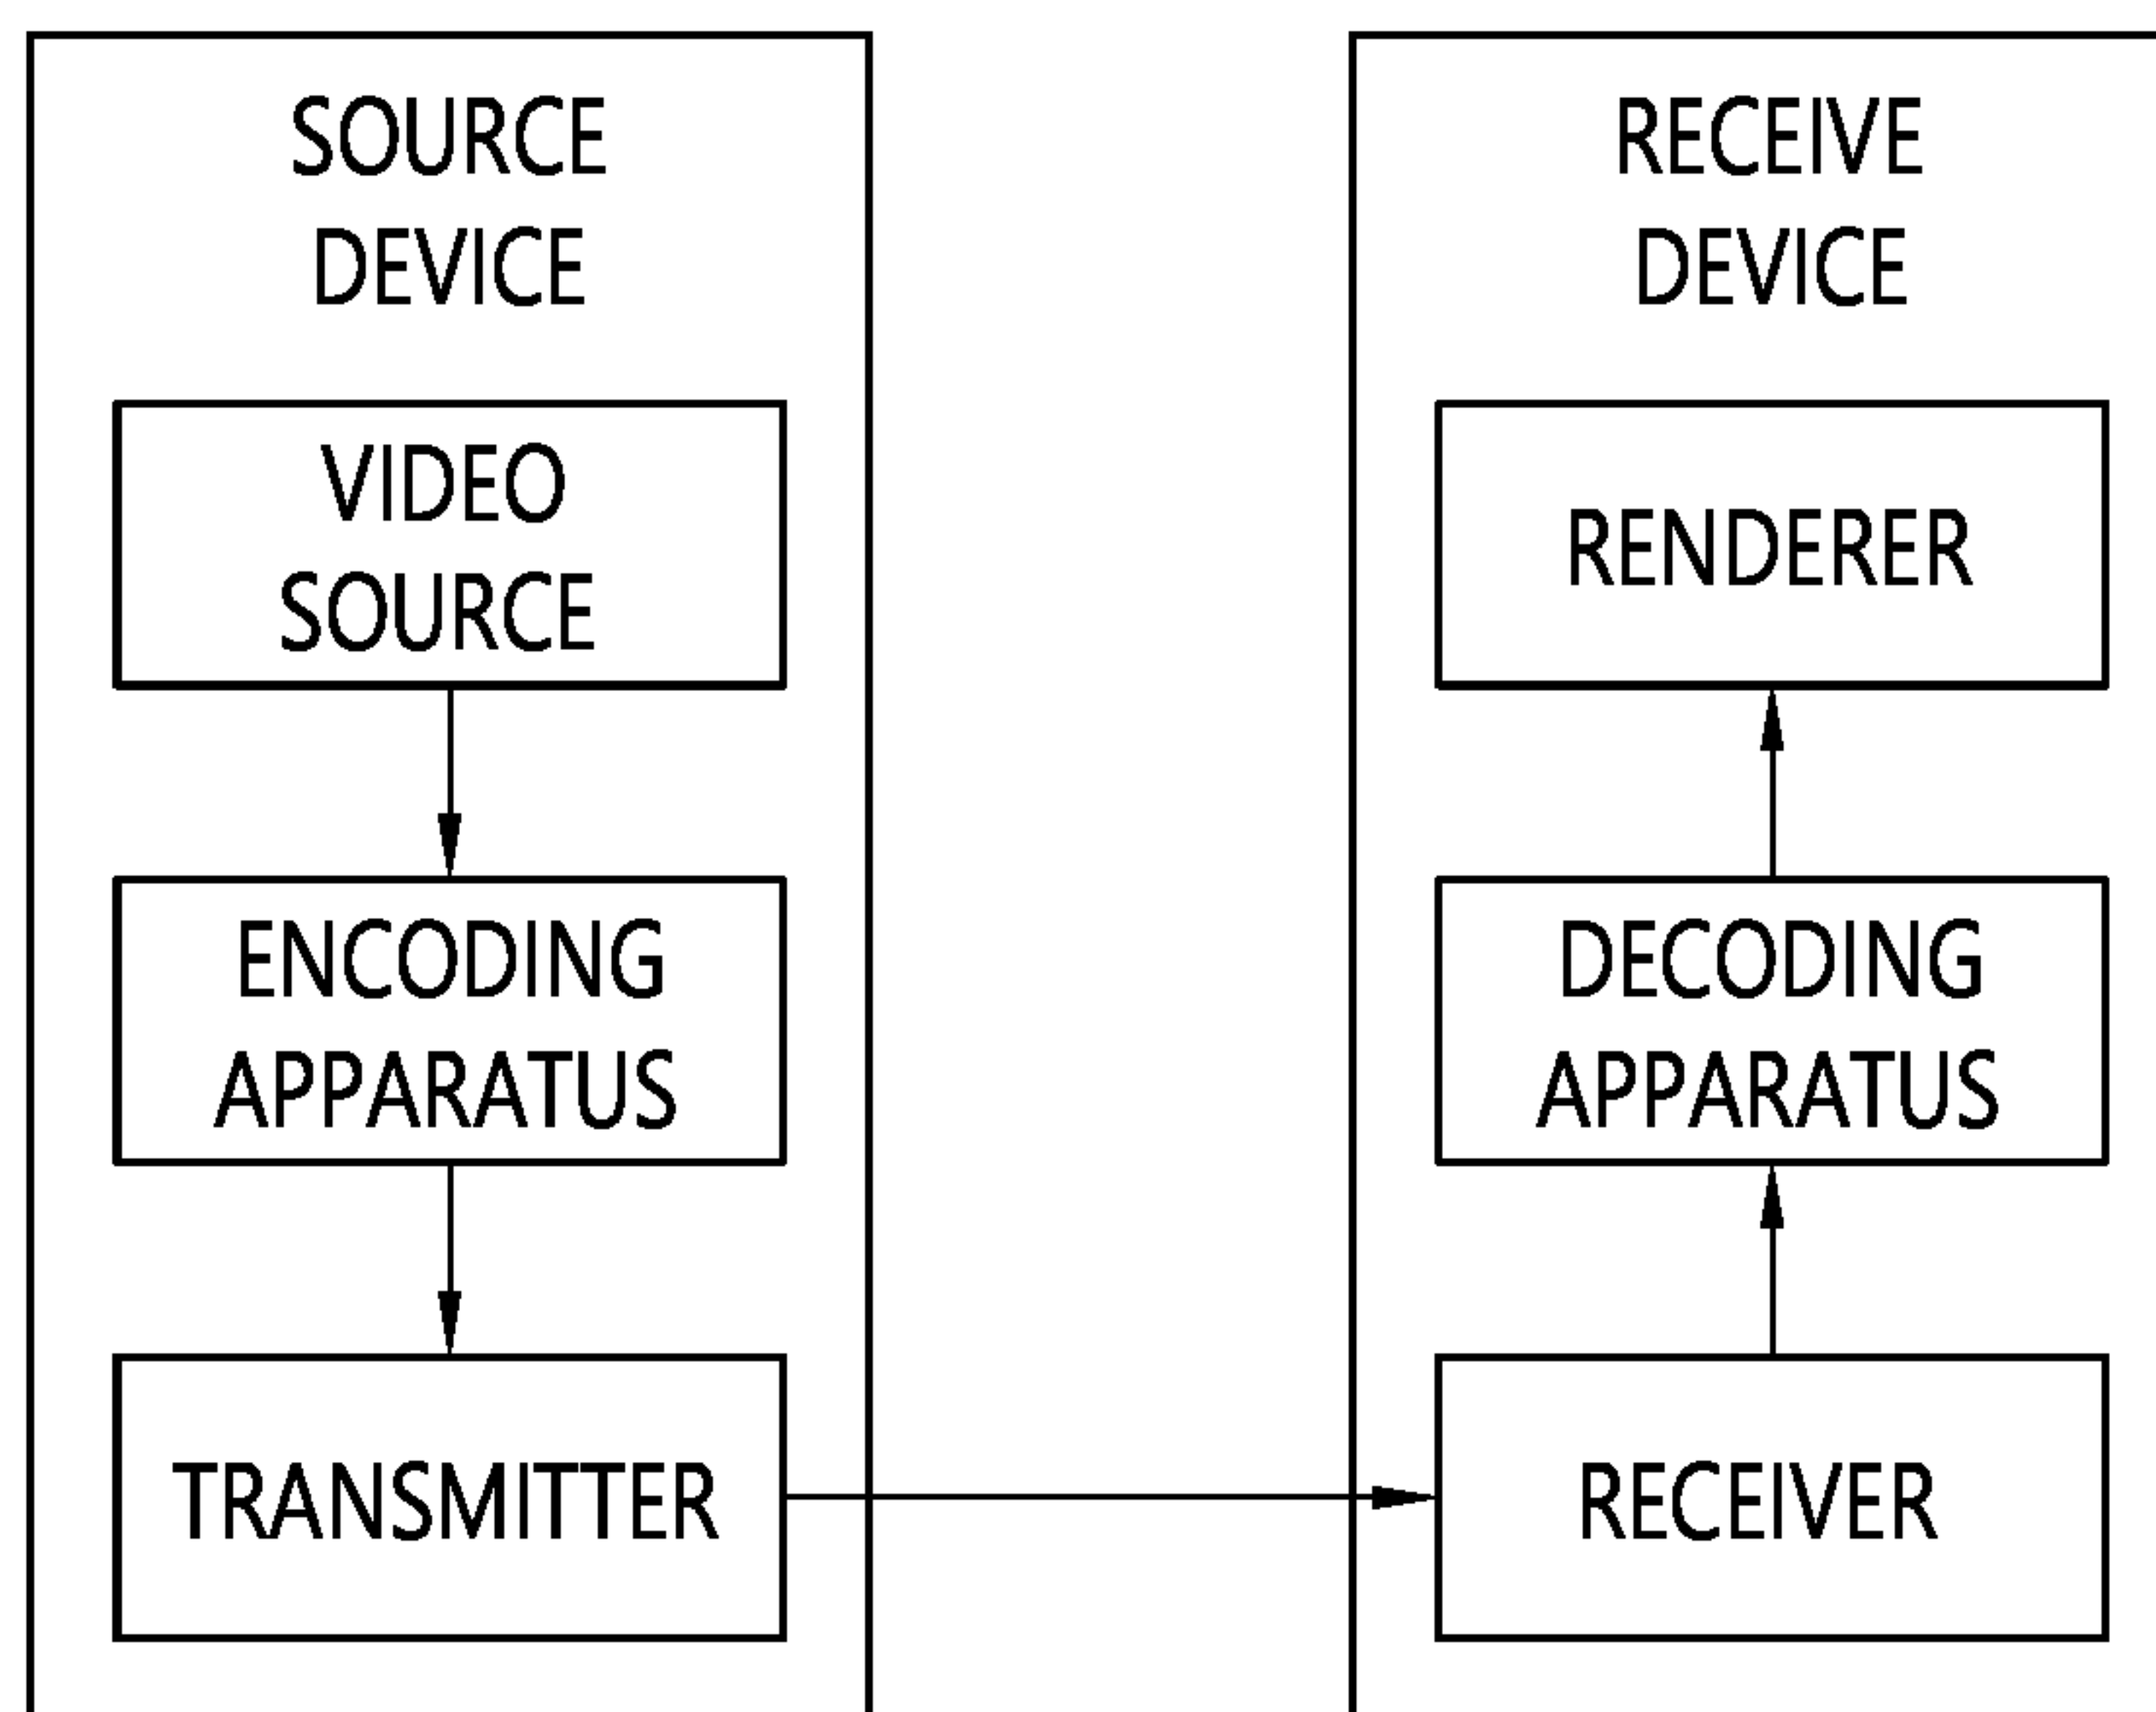 SOURCE
DEVICE
VIDEO
SOURCE
ENCODING
APPARATUS
TRANSMITTER
RECEIVE
DEVICE
RENDERER
DECODING
APPARATUS
RECEIVER